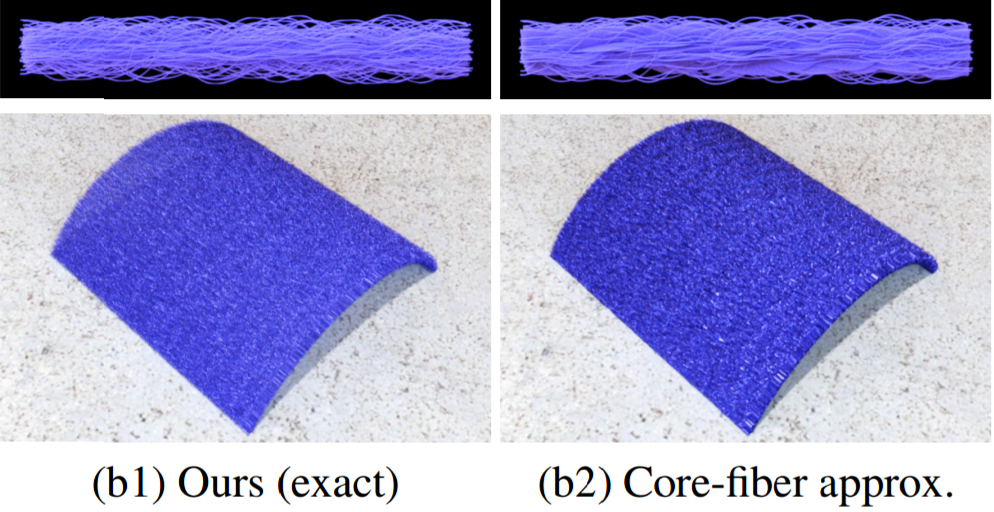 (b1) Ours (exact)
(b2) Core-fiber approx.